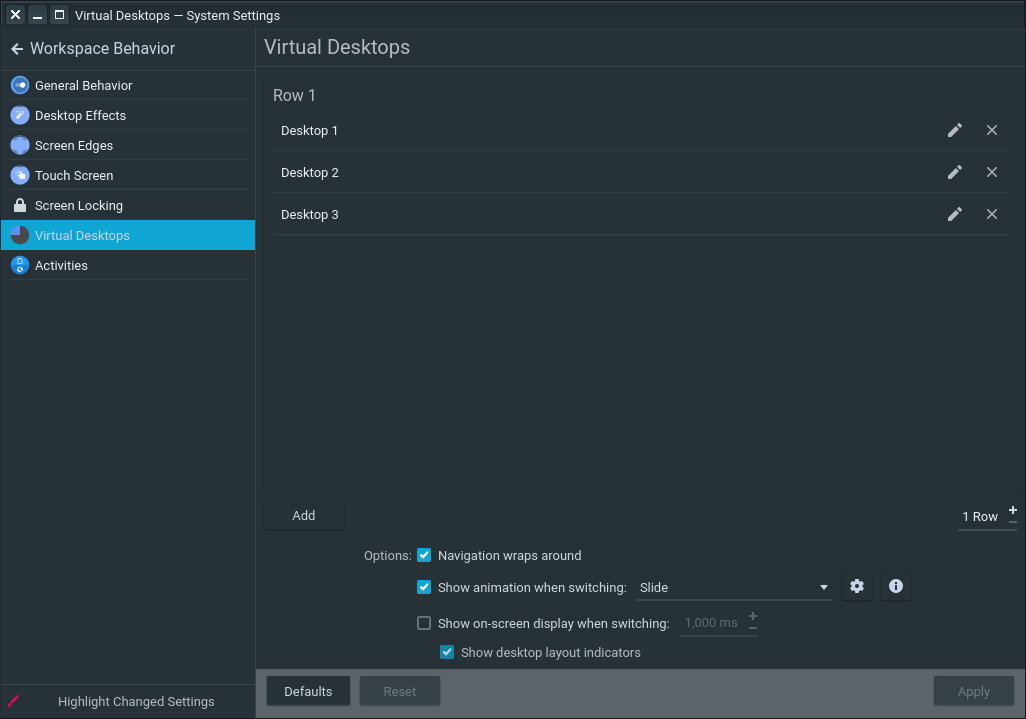 Virtual Desktops — System Settings
Workspace Behavior
General Behavior
Desktop Effects
Screen Edges
Touch Screen
Screen Locking
Virtual Desktops
Activities
Highlight Changed Settings
Virtual Desktops
Row 1
Desktop 1
Desktop 2
Desktop 3
Add
1 Row
Options: Navigation wraps around
Show animation when switching: Slide
Show on-screen display when switching: 1,000 ms
Show desktop layout indicators
Defaults Reset Apply